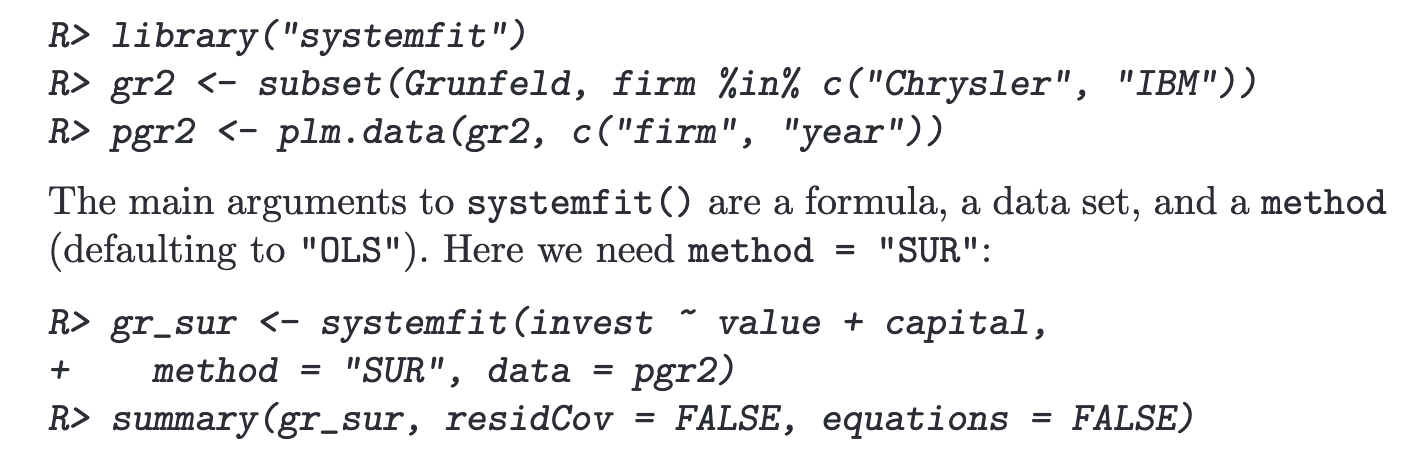 R> library("systemfit")
R> gr2 <- subset(Grunfeld, firm %in% c("Chrysler", "IBM"))
R> pgr2 <- plm.data(gr2, c("firm", "year"))
The main arguments to systemfit() are a formula, a data set, and a method
(defaulting to "OLS"). Here we need method = "SUR":
R> gr_sur <- systemfit(invest ~ value + capital,
+    method = "SUR", data = pgr2)
R> summary(gr_sur, residCov = FALSE, equations = FALSE)